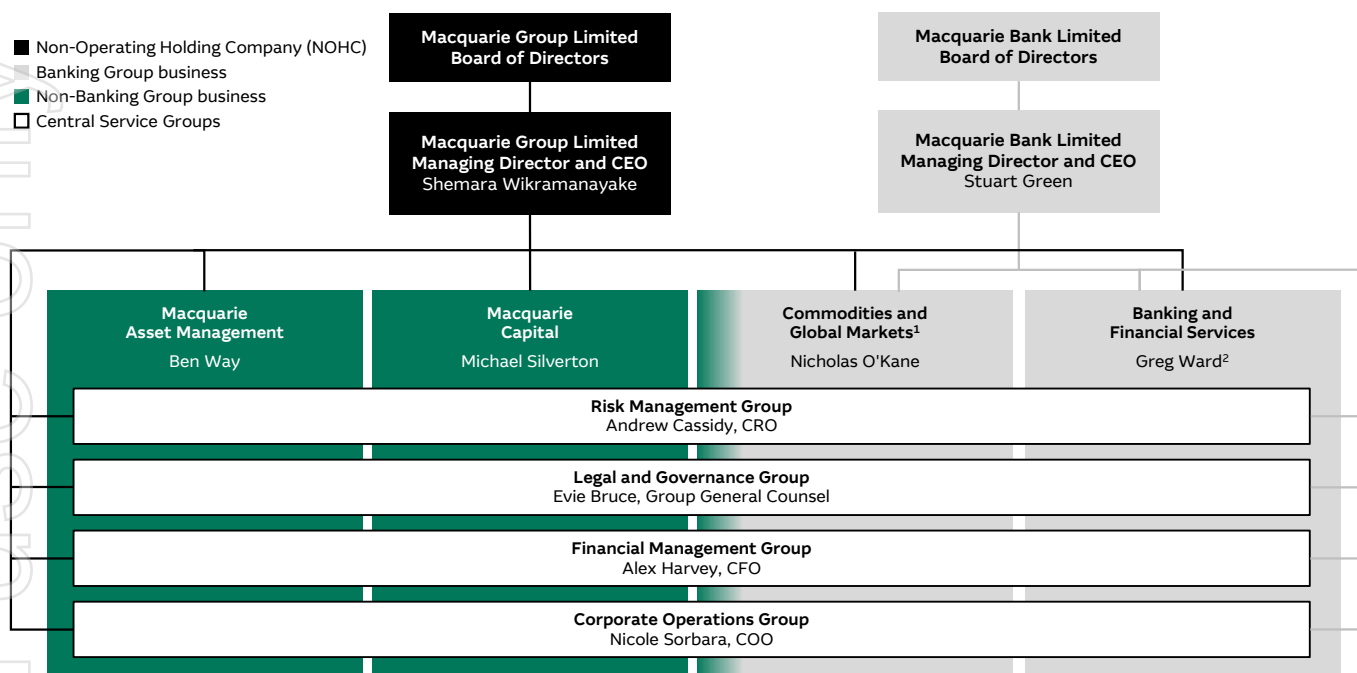 Non-Operating Holding Company (NOHC)
Banking Group business
Non-Banking Group business
Central Service Groups
Macquarie Group Limited
Board of Directors
Macquarie Bank Limited
Board of Directors
Macquarie Group Limited
Managing Director and CEO
Shemara Wikramanayake
Macquarie Bank Limited
Managing Director and CEO
Stuart Green
Macquarie
Asset Management
Ben Way
Macquarie
Capital
Michael Silverton
Commodities and
Global Markets¹
Nicholas O'Kane
Banking and
Financial Services
Greg Ward²
Risk Management Group
Andrew Cassidy, CRO
Legal and Governance Group
Evie Bruce, Group General Counsel
Financial Management Group
Alex Harvey, CFO
Corporate Operations Group
Nicole Sorbara, COO